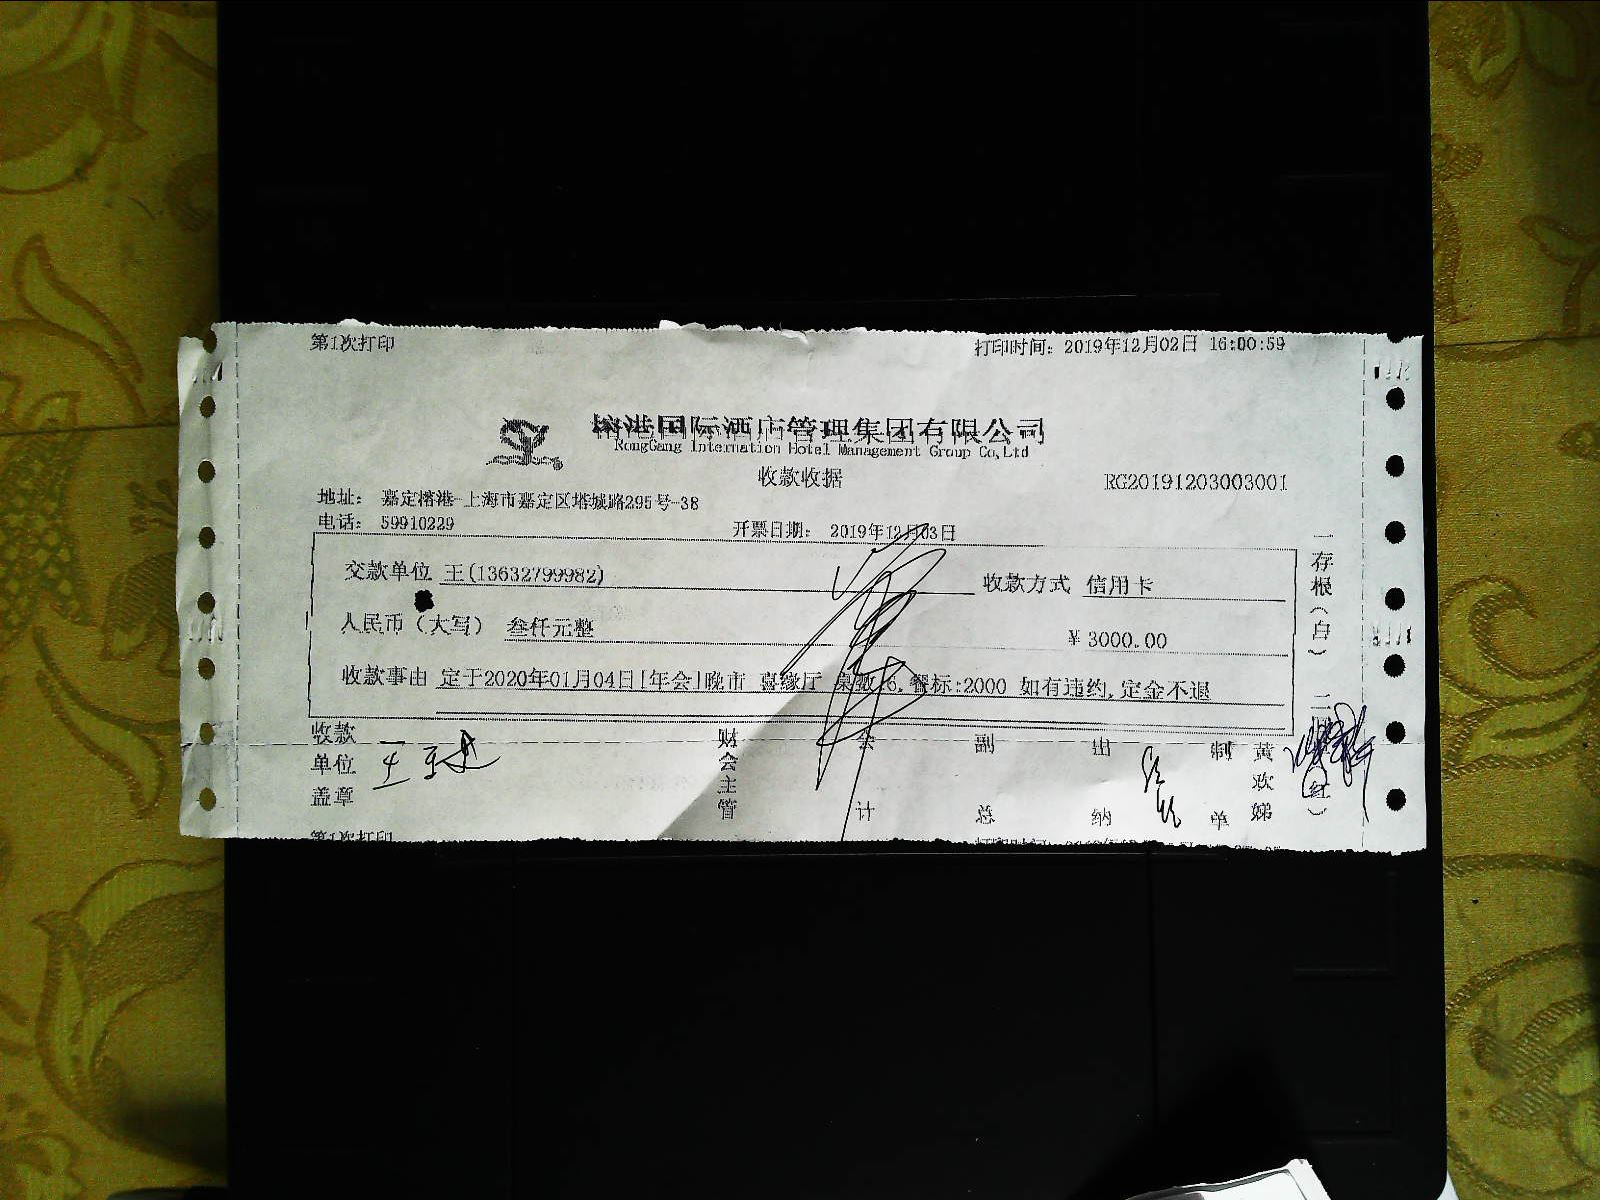 第1次打印 打印时间: 2019年12月02日 16:00:59
榕港国际酒店管理集团有限公司
RongGang Internation Hotel Management Group Co,Ltd
收款收据 RG20191203003001
地址: 嘉定榕港-上海市嘉定区塔城路295号-38
电话: 59910229 开票日期: 2019年12月03日
交款单位 王(13632799982) 收款方式 信用卡
人民币(大写) 叁仟元整 ¥3000.00
收款事由 定于2020年01月04日[年会]晚市 喜缘厅 桌数:6,餐标:2000 如有违约,定金不退
收款单位盖章 财会主管 会计 副总 出纳 制单 黄欢娣
一存根(白) 二
第1次打印